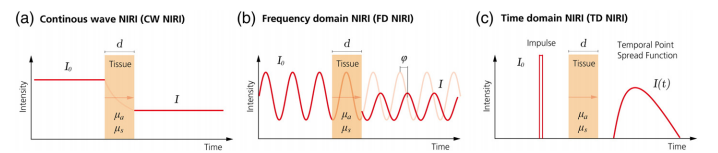 (a) Continous wave NIRI (CW NIRI)
d
Tissue
I₀
I
μa
μs
Intensity
Time
(b) Frequency domain NIRI (FD NIRI)
d
Tissue
φ
I₀
I
μa
μs
Intensity
Time
(c) Time domain NIRI (TD NIRI)
Impulse
d
Temporal Point
Spread Function
Tissue
I₀
I(t)
μa
μs
Intensity
Time